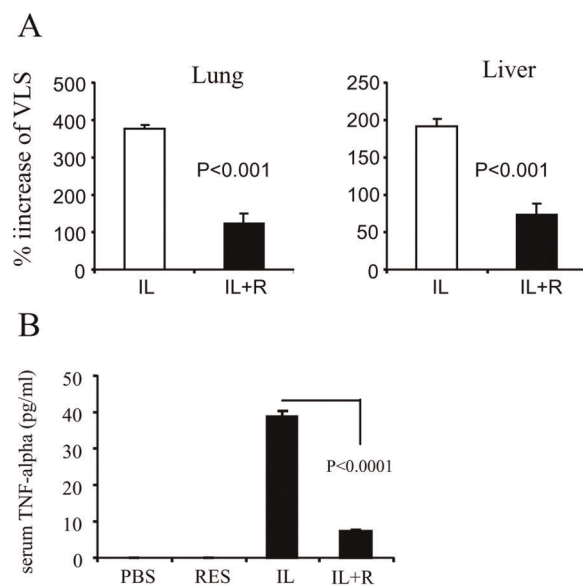 A
Lung
Liver
% iincrease of VLS
500
400
300
200
100
0
P<0.001
IL
IL+R
250
200
150
100
50
0
P<0.001
IL
IL+R
B
serum TNF-alpha (pg/ml)
50
40
30
20
10
0
P<0.0001
PBS
RES
IL
IL+R